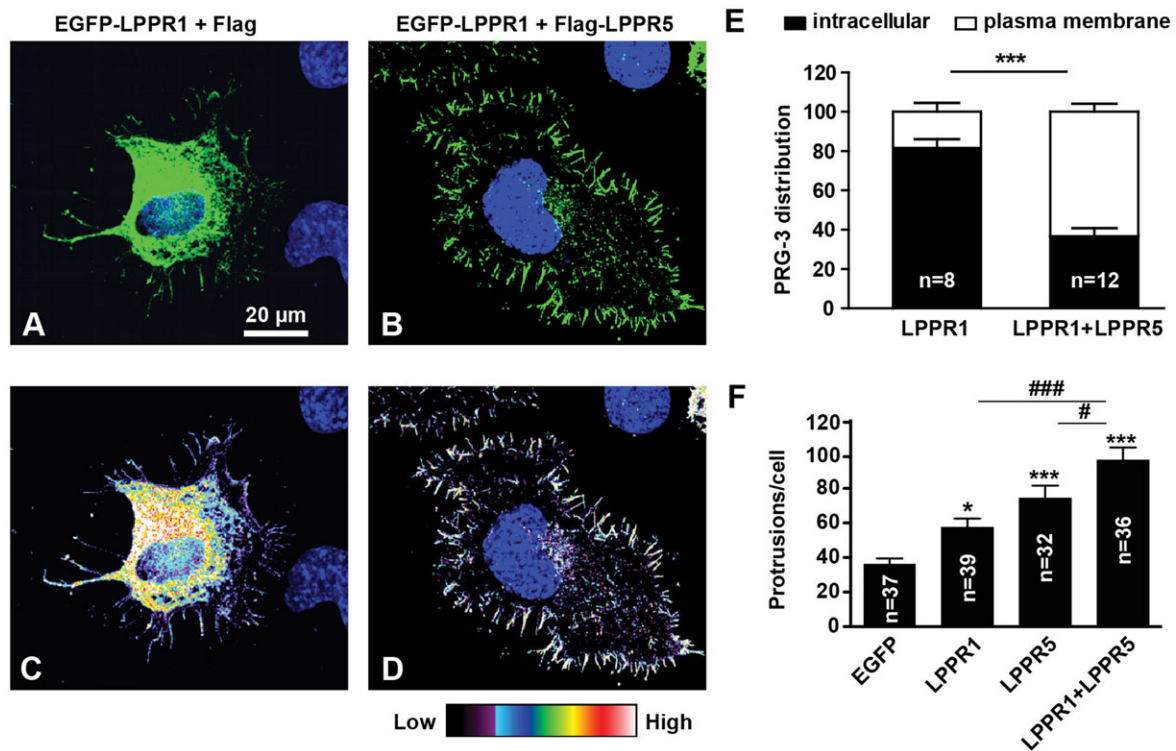 EGFP-LPPR1 + Flag
EGFP-LPPR1 + Flag-LPPR5
A
20 µm
B
C
D
Low
High
E
intracellular
plasma membrane
***
120
100
80
60
40
20
0
PRG-3 distribution
n=8
n=12
LPPR1
LPPR1+LPPR5
F
###
#
***
***
*
120
100
80
60
40
20
0
Protrusions/cell
n=37
n=39
n=32
n=36
EGFP
LPPR1
LPPR5
LPPR1+LPPR5